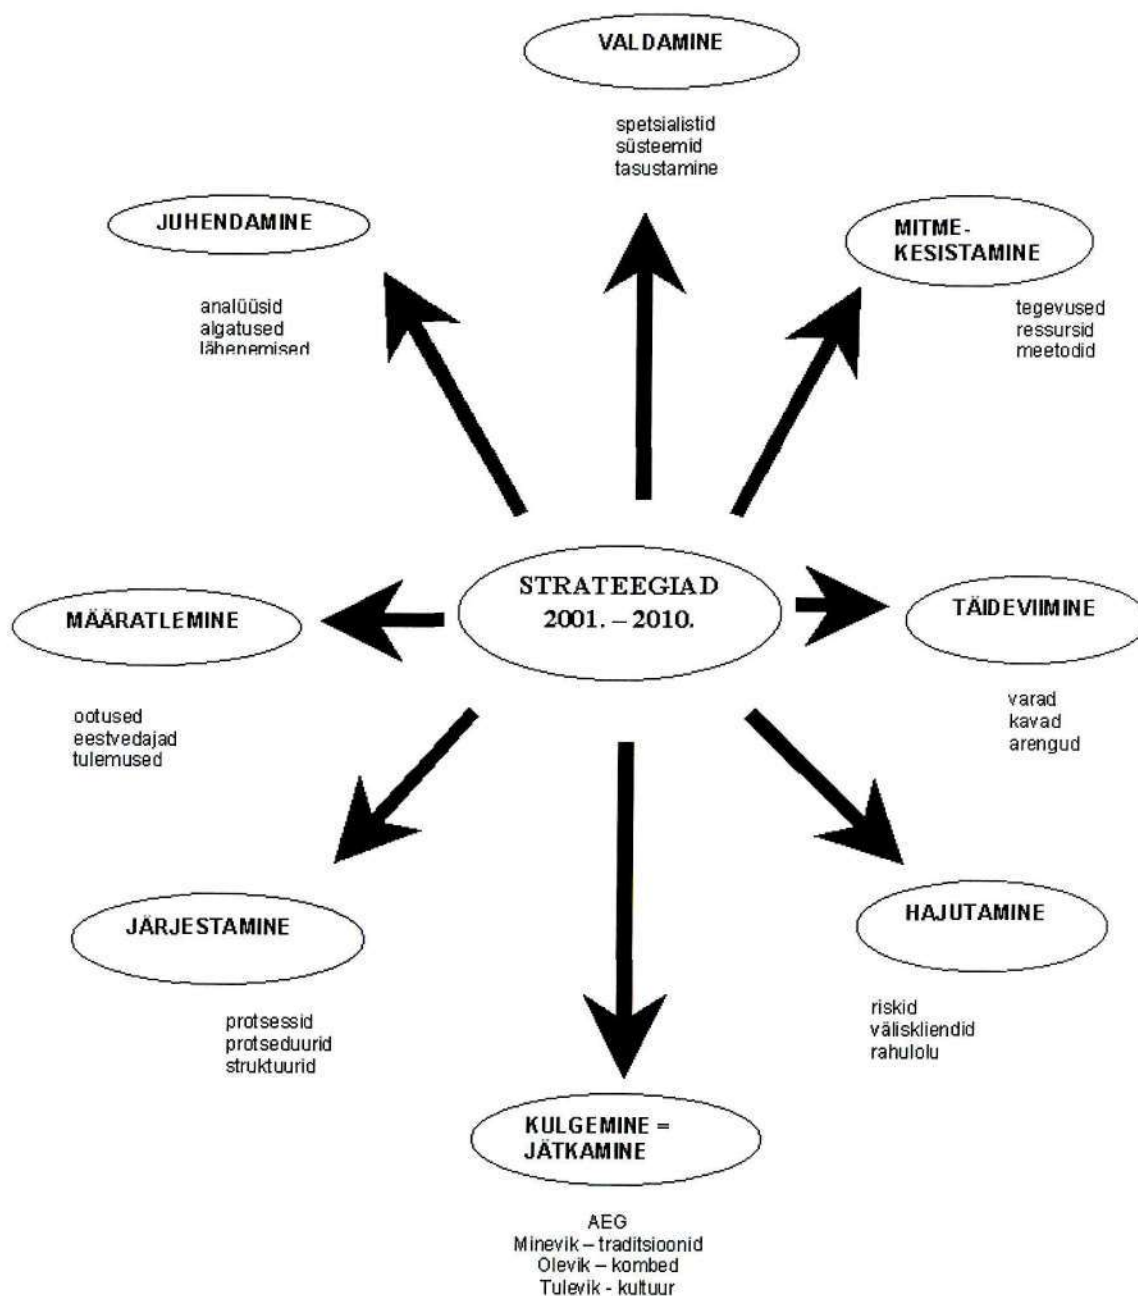 VALDAMINE
spetsialistid
süsteemid
tasustamine
JUHENDAMINE
analüüsid
algatused
lähenemised
MITME-
KESISTAMINE
tegevused
ressursid
meetodid
STRATEEGIAD
2001. – 2010.
MÄÄRATLEMINE
ootused
eestvedajad
tulemused
TÄIDEVIIMINE
varad
kavad
arengud
JÄRJESTAMINE
protsessid
protseduurid
struktuurid
HAJUTAMINE
riskid
väliskliendid
rahulolu
KULGEMINE =
JÄTKAMINE
AEG
Minevik – traditsioonid
Olevik – kombed
Tulevik - kultuur